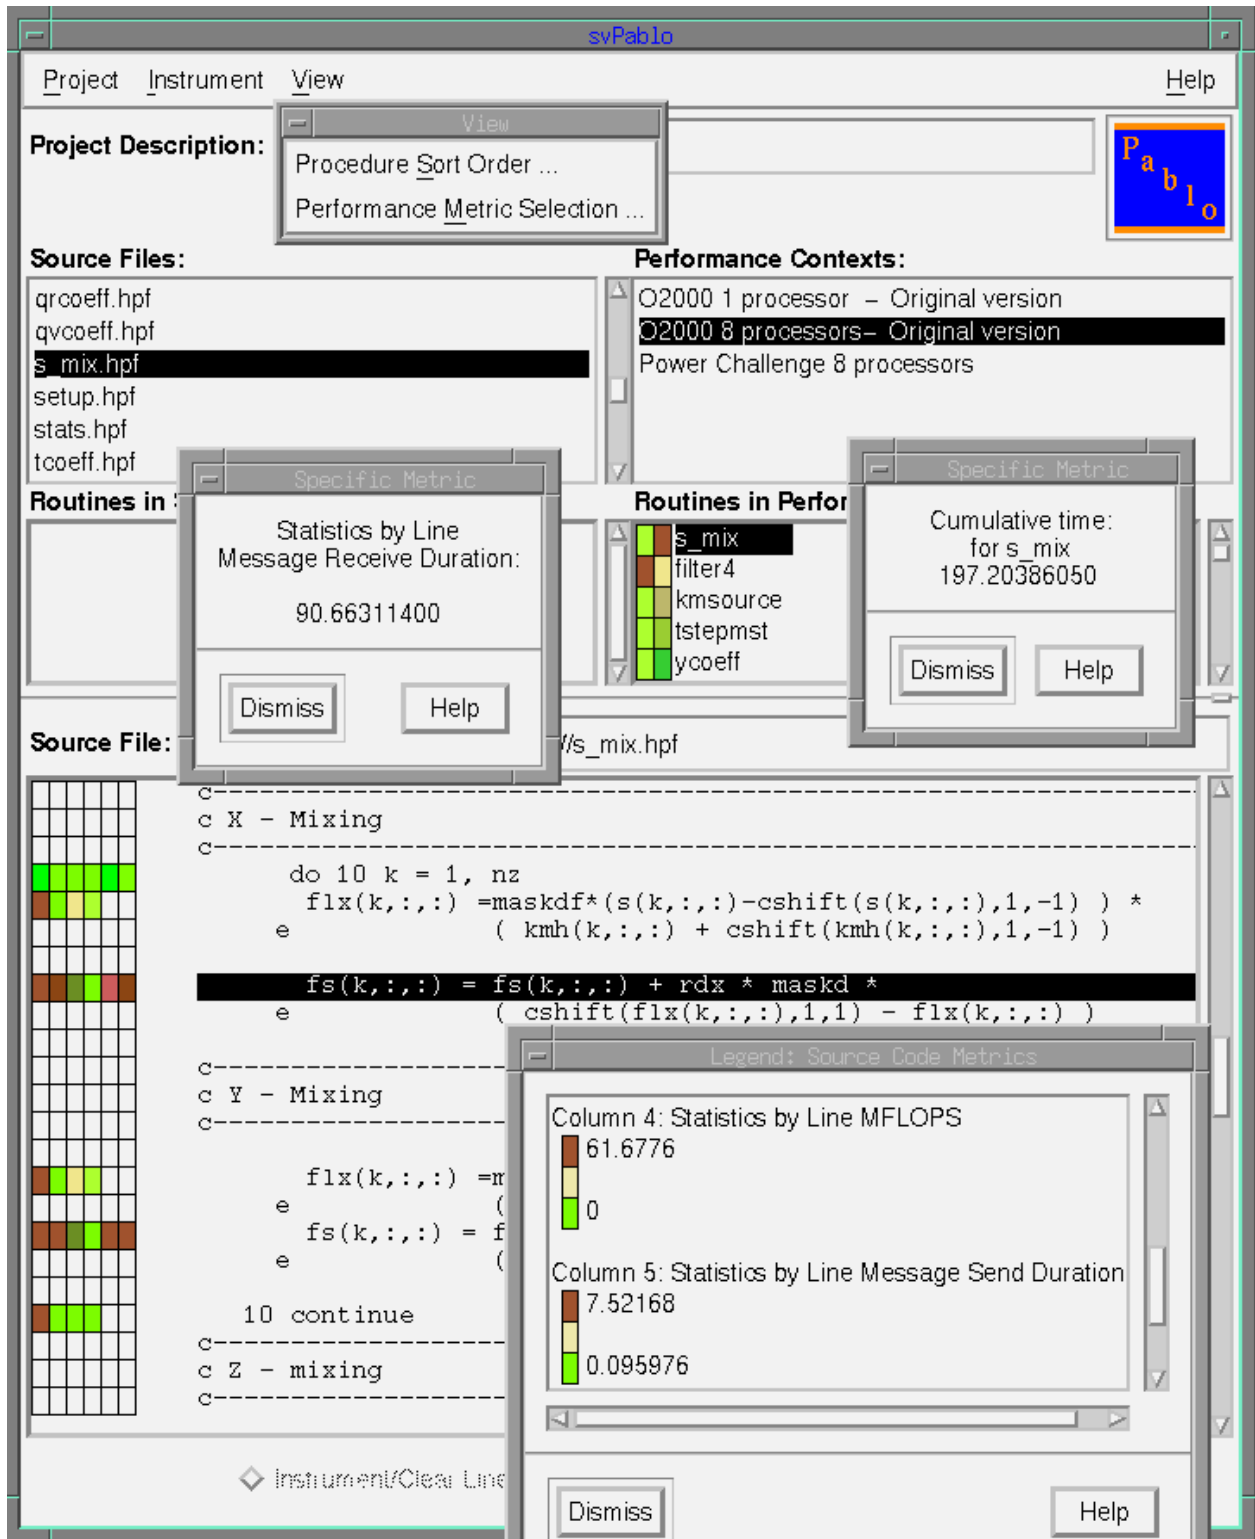 svPablo
Project Instrument View Help
View
Project Description:
Procedure Sort Order ...
Performance Metric Selection ...
P
a
b
l
o
Source Files:
qrcoeff.hpf
qvcoeff.hpf
s_mix.hpf
setup.hpf
stats.hpf
tcoeff.hpf
Performance Contexts:
O2000 1 processor – Original version
O2000 8 processors– Original version
Power Challenge 8 processors
Routines in
Specific Metric
Statistics by Line
Message Receive Duration:
90.66311400
Dismiss Help
Routines in Perfor
s_mix
filter4
kmsource
tstepmst
ycoeff
Specific Metric
Cumulative time:
for s_mix
197.20386050
Dismiss Help
Source File: //s_mix.hpf
c------------------------------------------------------------
c X - Mixing
c------------------------------------------------------------
do 10 k = 1, nz
flx(k,:,:) =maskdf*(s(k,:,:)-cshift(s(k,:,:),1,-1) ) *
e ( kmh(k,:,:) + cshift(kmh(k,:,:),1,-1) )
fs(k,:,:) = fs(k,:,:) + rdx * maskd *
e ( cshift(flx(k,:,:),1,1) - flx(k,:,:) )
c------------------
c Y - Mixing
c------------------
flx(k,:,:) =m
e (
fs(k,:,:) = f
e (
10 continue
c------------------
c Z - mixing
c------------------
Legend: Source Code Metrics
Column 4: Statistics by Line MFLOPS
61.6776
0
Column 5: Statistics by Line Message Send Duration
7.52168
0.095976
Dismiss Help
Instrument/Clear Line